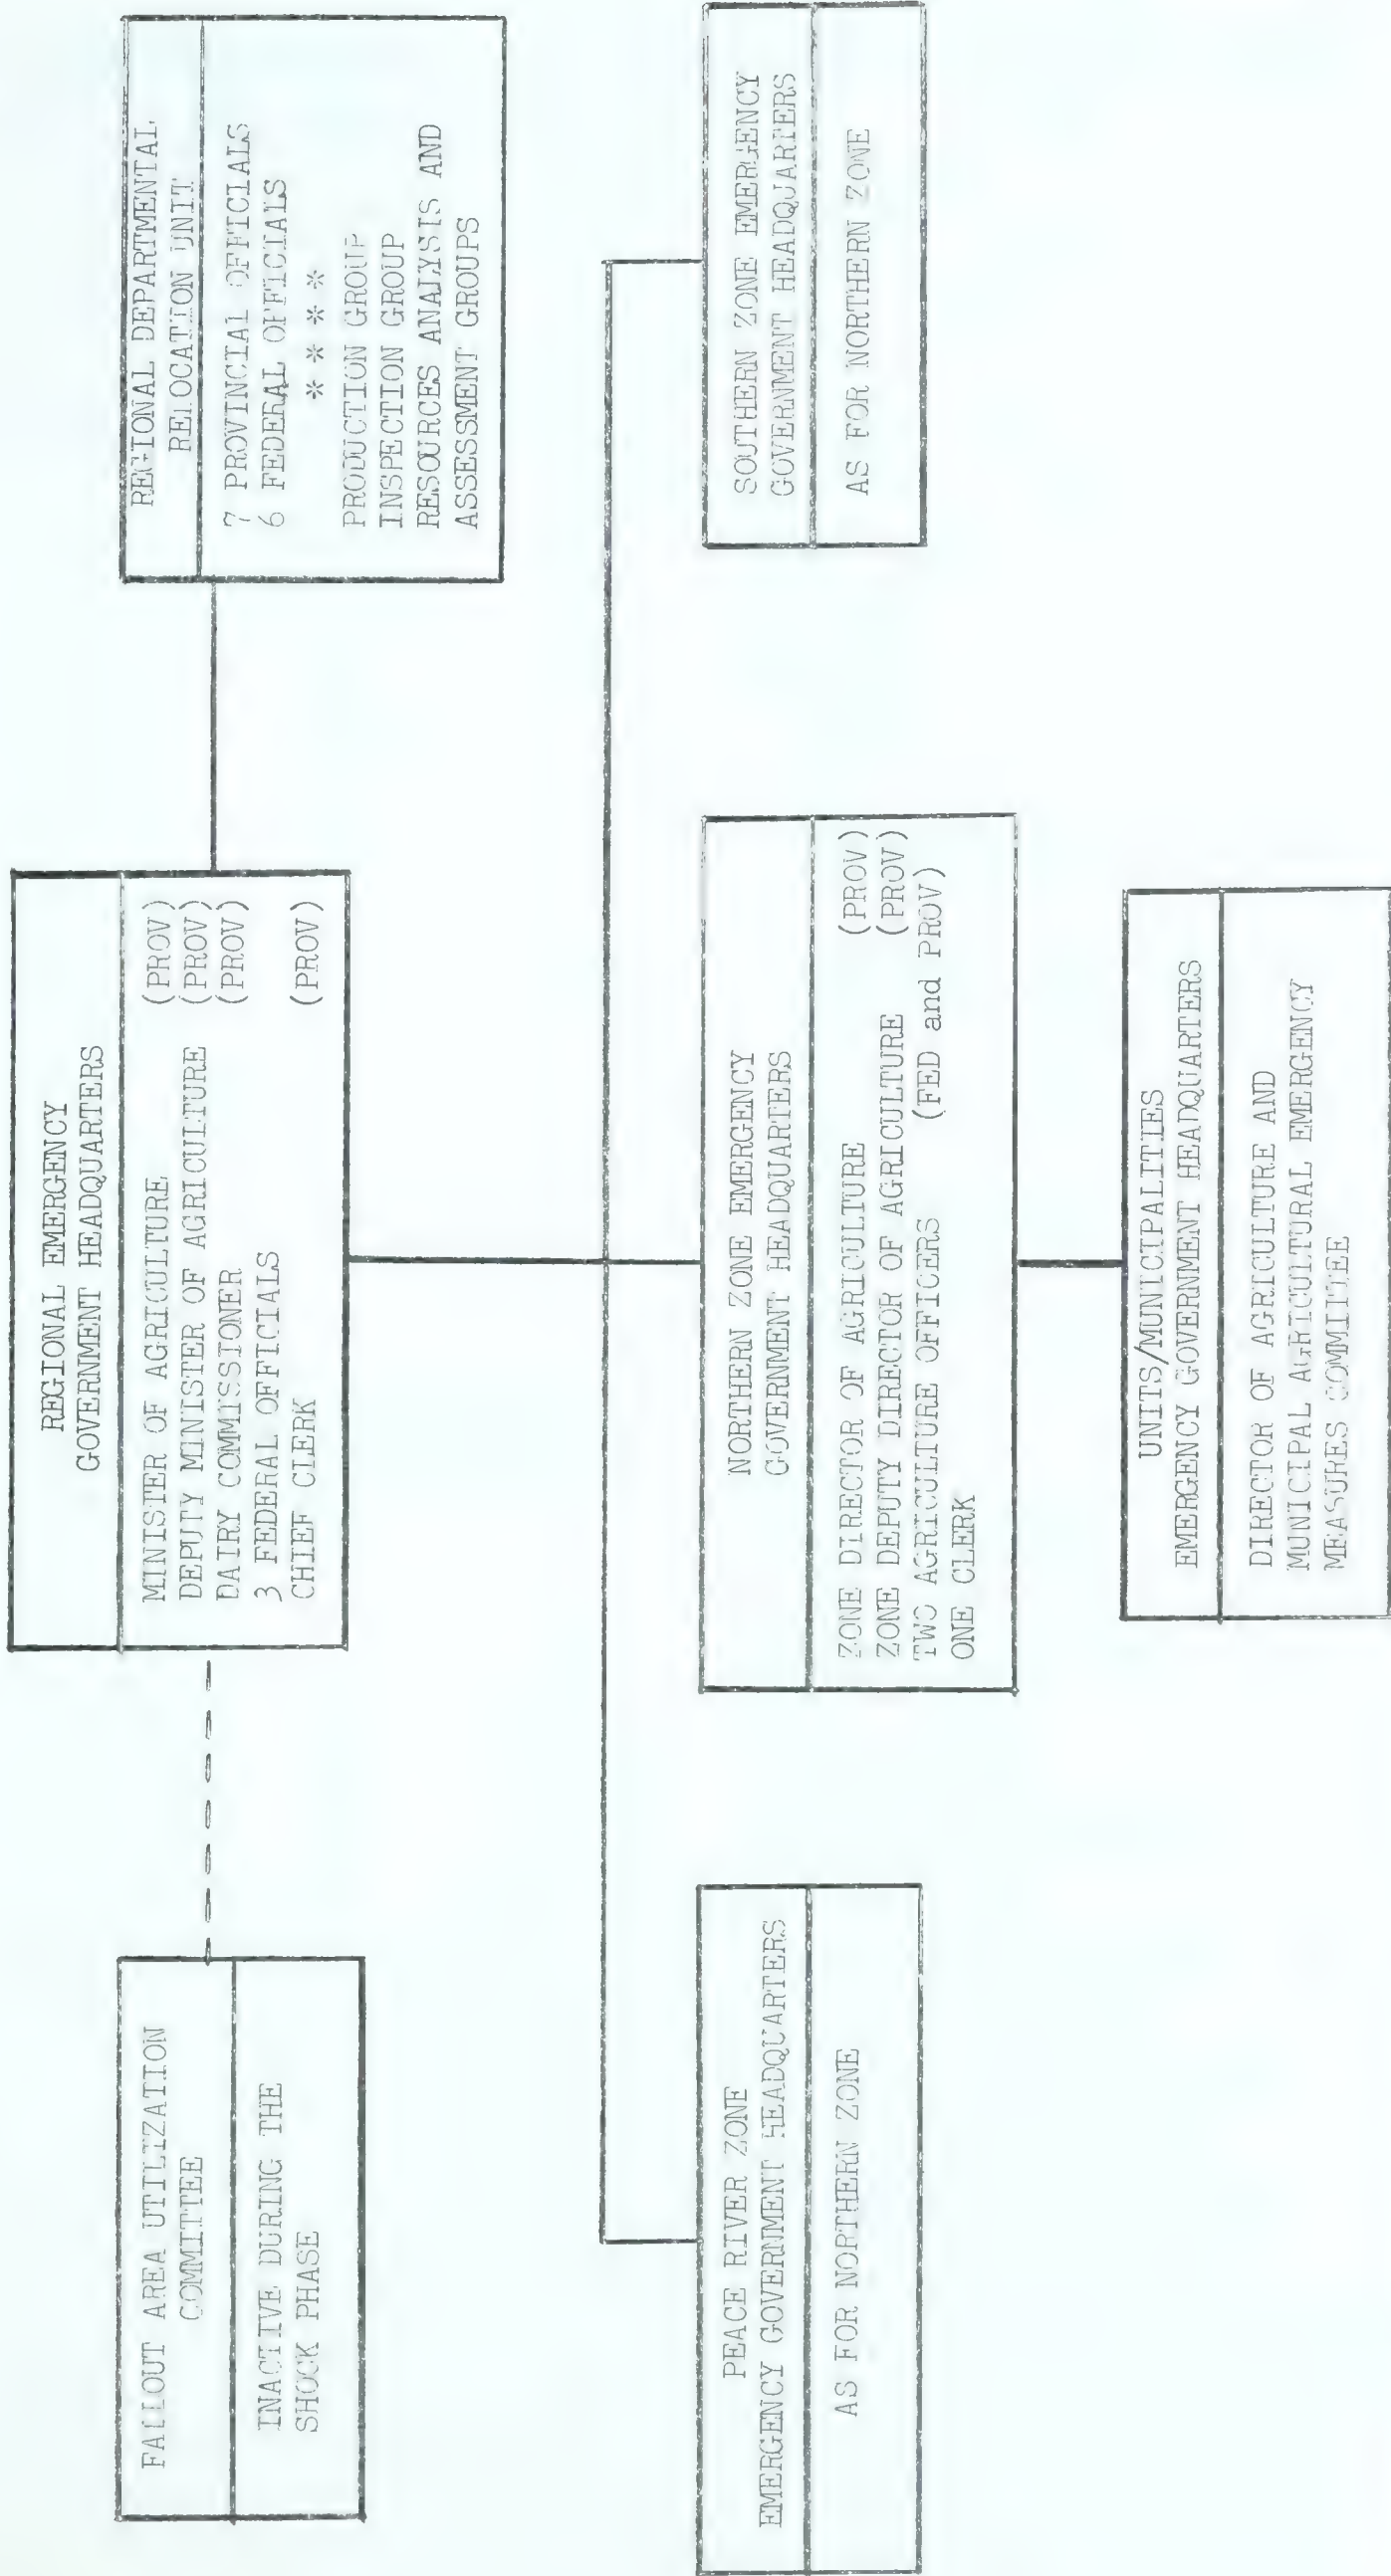 REGIONAL EMERGENCY
GOVERNMENT HEADQUARTERS
MINISTER OF AGRICULTURE (PROV)
DEPUTY MINISTER OF AGRICULTURE (PROV)
DAIRY COMMISSIONER (PROV)
3 FEDERAL OFFICIALS
CHIEF CLERK (PROV)
FALLOUT AREA UTILIZATION
COMMITTEE
INACTIVE DURING THE
SHOCK PHASE
REGIONAL DEPARTMENTAL
RELOCATION UNIT
7 PROVINCIAL OFFICIALS
6 FEDERAL OFFICIALS
* * * *
PRODUCTION GROUP
INSPECTION GROUP
RESOURCES ANALYSIS AND
ASSESSMENT GROUPS
PEACE RIVER ZONE
EMERGENCY GOVERNMENT HEADQUARTERS
AS FOR NORTHERN ZONE
NORTHERN ZONE EMERGENCY
GOVERNMENT HEADQUARTERS
ZONE DIRECTOR OF AGRICULTURE (PROV)
ZONE DEPUTY DIRECTOR OF AGRICULTURE (PROV)
TWO AGRICULTURE OFFICERS (FED and PROV)
ONE CLERK
SOUTHERN ZONE EMERGENCY
GOVERNMENT HEADQUARTERS
AS FOR NORTHERN ZONE
UNITS/MUNICIPALITIES
EMERGENCY GOVERNMENT HEADQUARTERS
DIRECTOR OF AGRICULTURE AND
MUNICIPAL AGRICULTURAL EMERGENCY
MEASURES COMMITTEE